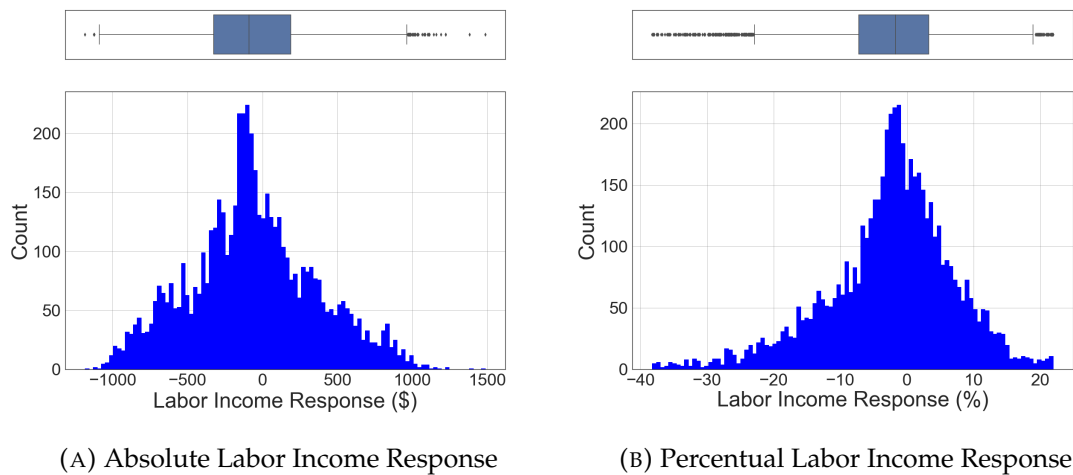 200
150
100
50
0
Count
−1000 −500 0 500 1000 1500
Labor Income Response ($)
(A) Absolute Labor Income Response
200
150
100
50
0
Count
−40 −30 −20 −10 0 10 20
Labor Income Response (%)
(B) Percentual Labor Income Response